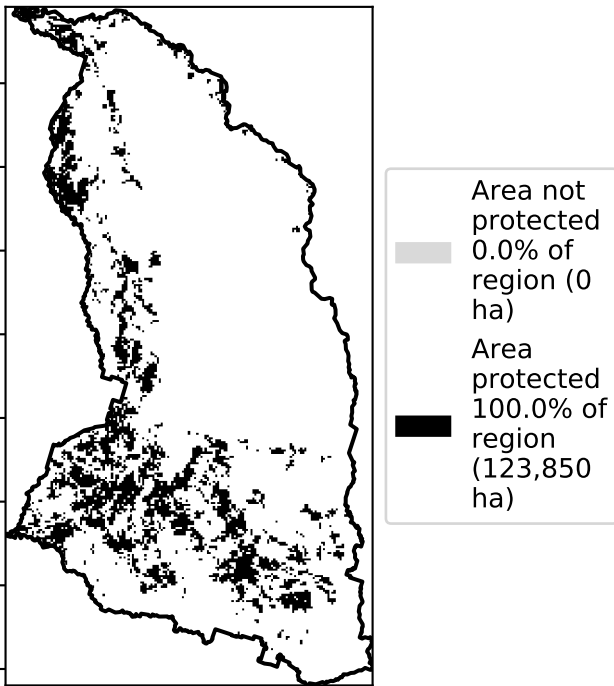 Area not
protected
0.0% of
region (0
ha)
Area
protected
100.0% of
region
(123,850
ha)